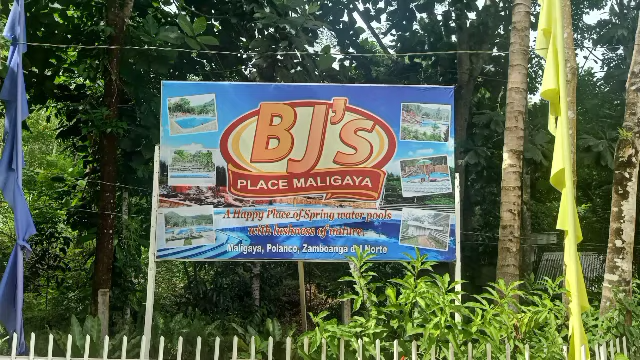 BJ's
PLACE MALIGAYA
A Happy Place of Spring water pools
with lushness of nature.
Maligaya, Polanco, Zamboanga del Norte